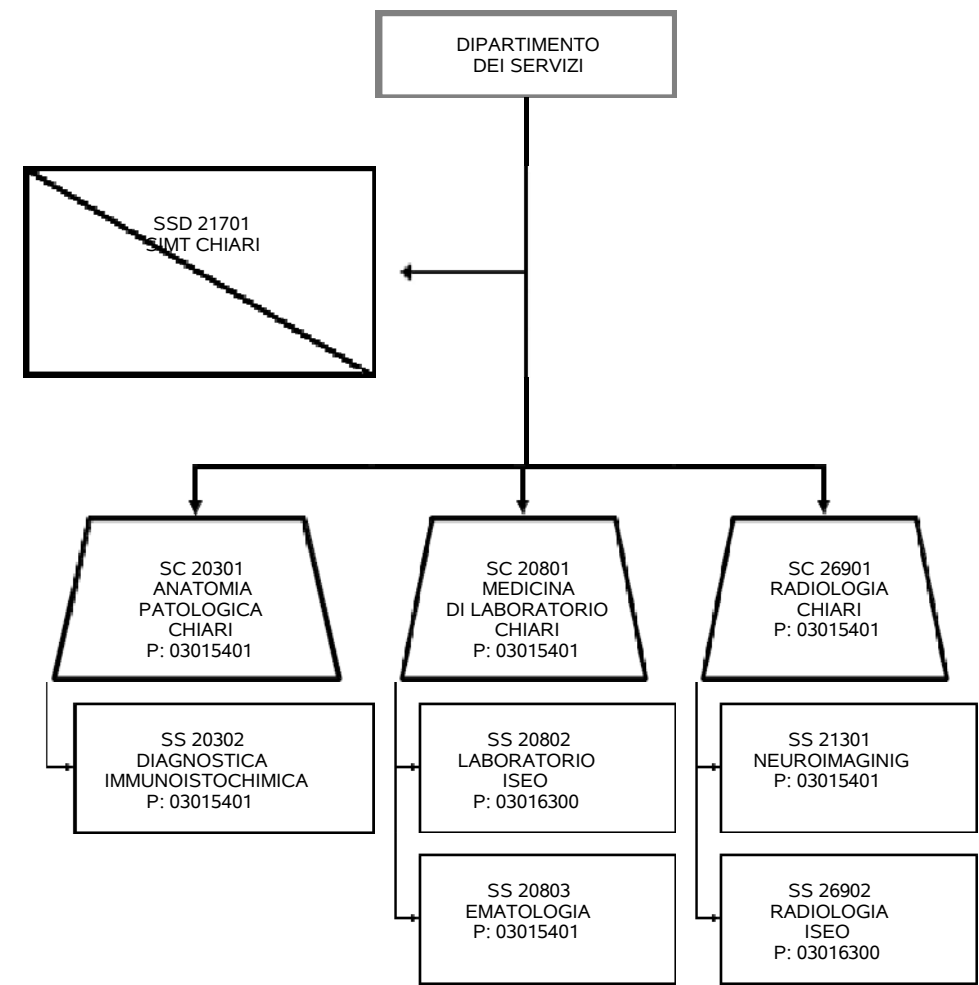 DIPARTIMENTO
DEI SERVIZI
SSD 21701
SIMT CHIARI
SC 20301
ANATOMIA
PATOLOGICA
CHIARI
P: 03015401
SC 20801
MEDICINA
DI LABORATORIO
CHIARI
P: 03015401
SC 26901
RADIOLOGIA
CHIARI
P: 03015401
SS 20302
DIAGNOSTICA
IMMUNOISTOCHIMICA
P: 03015401
SS 20802
LABORATORIO
ISEO
P: 03016300
SS 21301
NEUROIMAGINIG
P: 03015401
SS 20803
EMATOLOGIA
P: 03015401
SS 26902
RADIOLOGIA
ISEO
P: 03016300